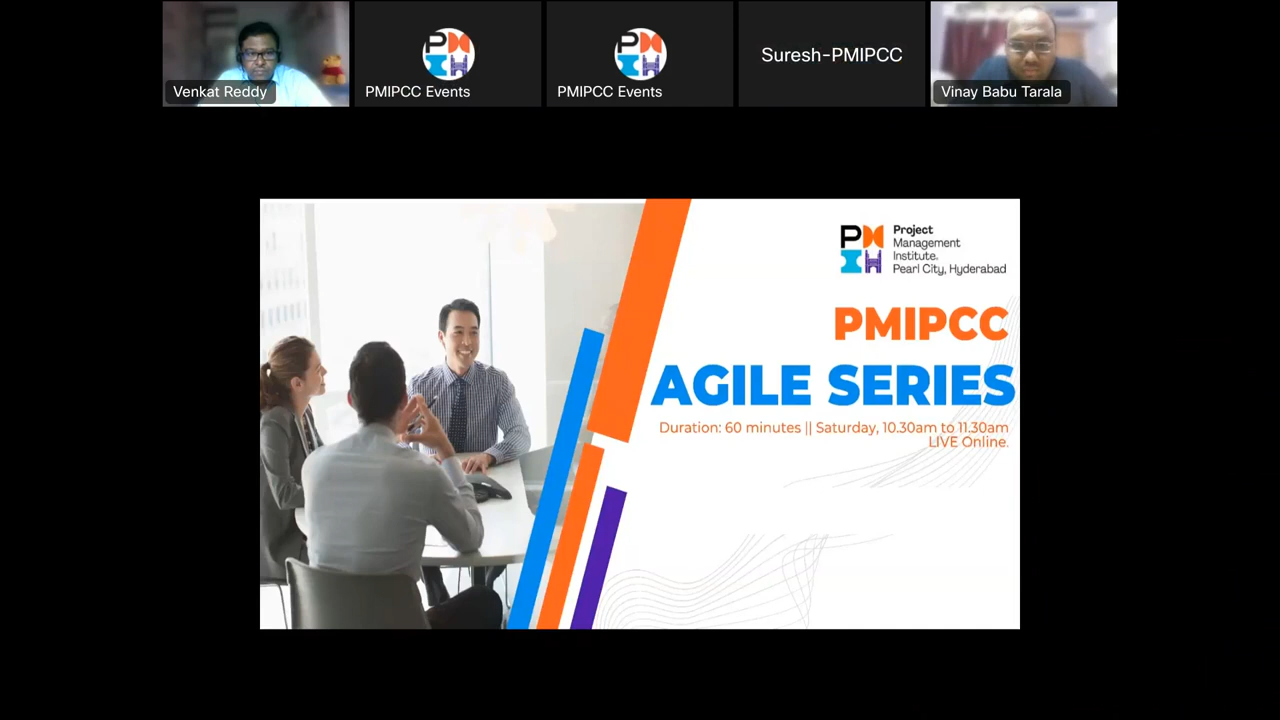 Venkat Reddy
PMIPCC Events
PMIPCC Events
Suresh-PMIPCC
Vinay Babu Tarala
Project
Management
Institute.
Pearl City, Hyderabad
PMIPCC
AGILE SERIES
Duration: 60 minutes || Saturday, 10.30am to 11.30am
LIVE Online.